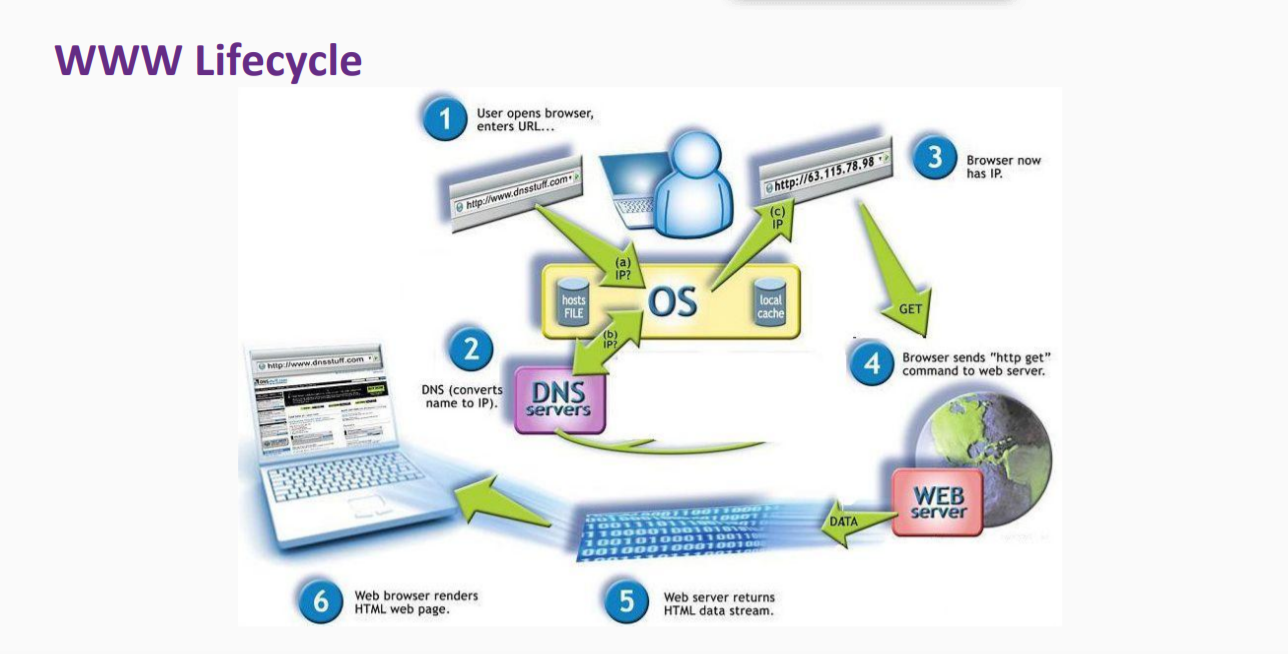 WWW Lifecycle
1
User opens browser,
enters URL...
http://www.dnsstuff.com
http://63.115.78.98
3
Browser now
has IP.
(a)
IP?
(c)
IP
hosts
FILE
OS
local
cache
GET
(b)
IP?
2
DNS (converts
name to IP).
DNS
servers
4
Browser sends "http get"
command to web server.
http://www.dnsstuff.com
WEB
server
DATA
6
Web browser renders
HTML web page.
5
Web server returns
HTML data stream.